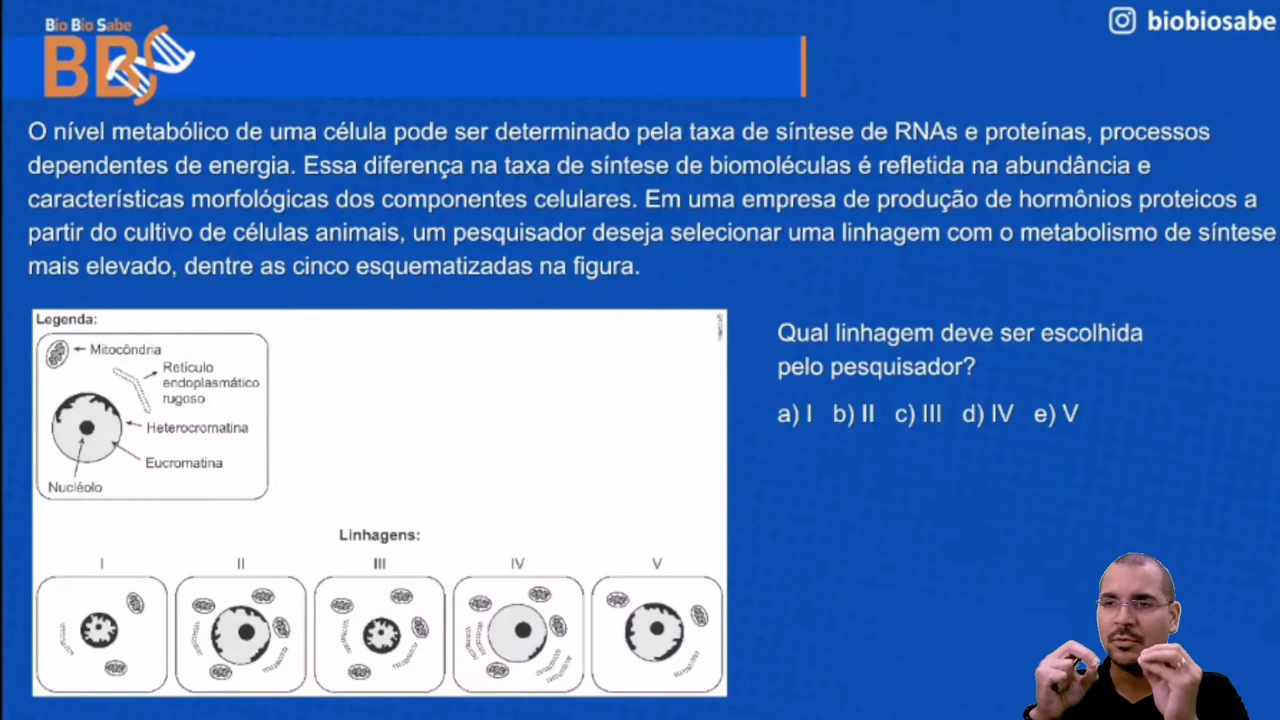 Bio Bio Sabe
BBS
biobiosabe
O nível metabólico de uma célula pode ser determinado pela taxa de síntese de RNAs e proteínas, processos
dependentes de energia. Essa diferença na taxa de síntese de biomoléculas é refletida na abundância e
características morfológicas dos componentes celulares. Em uma empresa de produção de hormônios proteicos a
partir do cultivo de células animais, um pesquisador deseja selecionar uma linhagem com o metabolismo de síntese
mais elevado, dentre as cinco esquematizadas na figura.
Legenda:
Mitocôndria
Retículo
endoplasmático
rugoso
Heterocromatina
Eucromatina
Nucléolo
Linhagens:
I II III IV V
Qual linhagem deve ser escolhida
pelo pesquisador?
a) I b) II c) III d) IV e) V